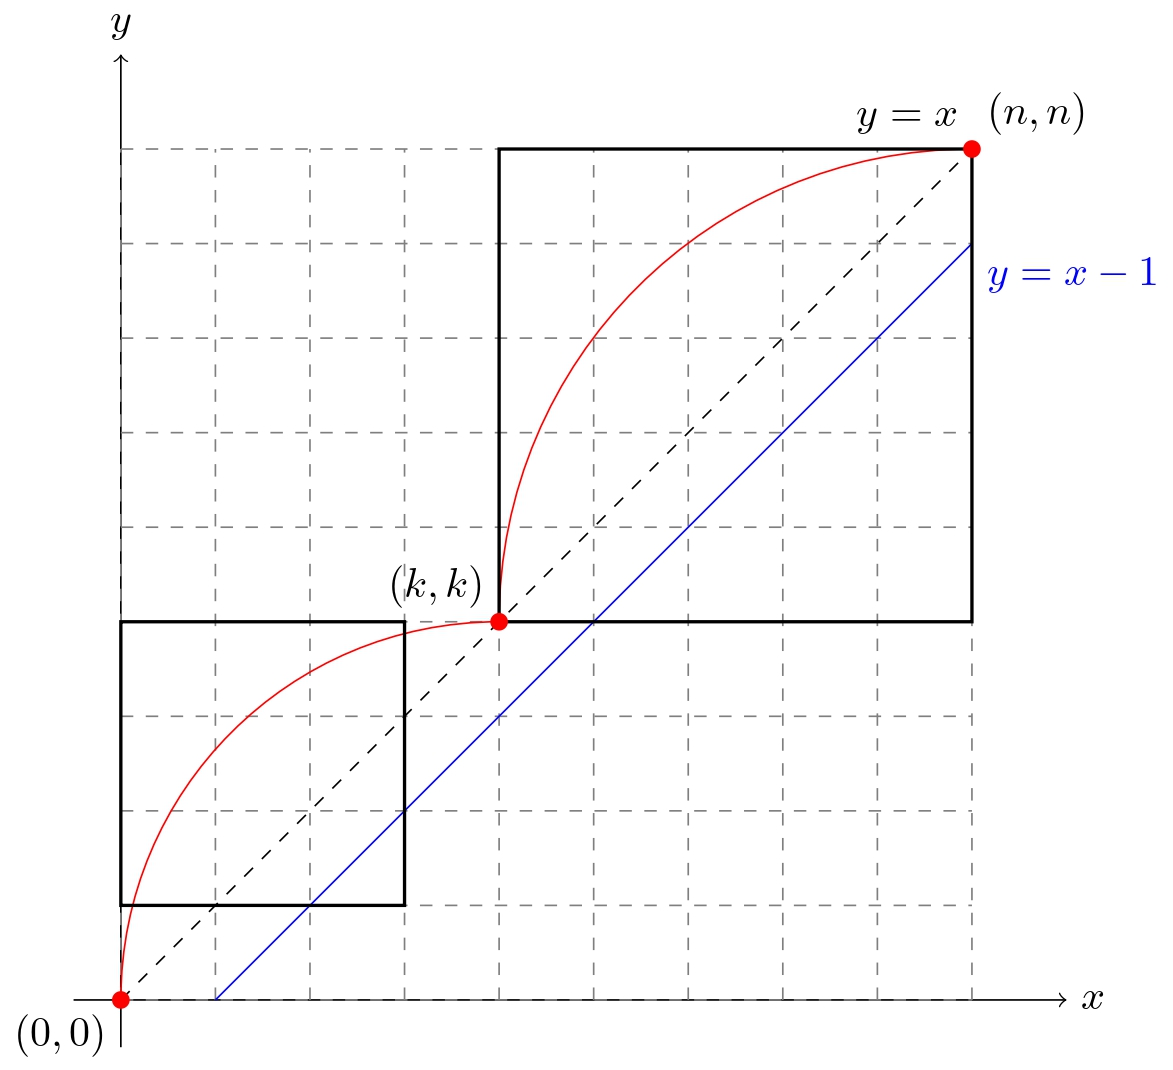 y
y = x
(n, n)
y = x − 1
(k, k)
x
(0, 0)